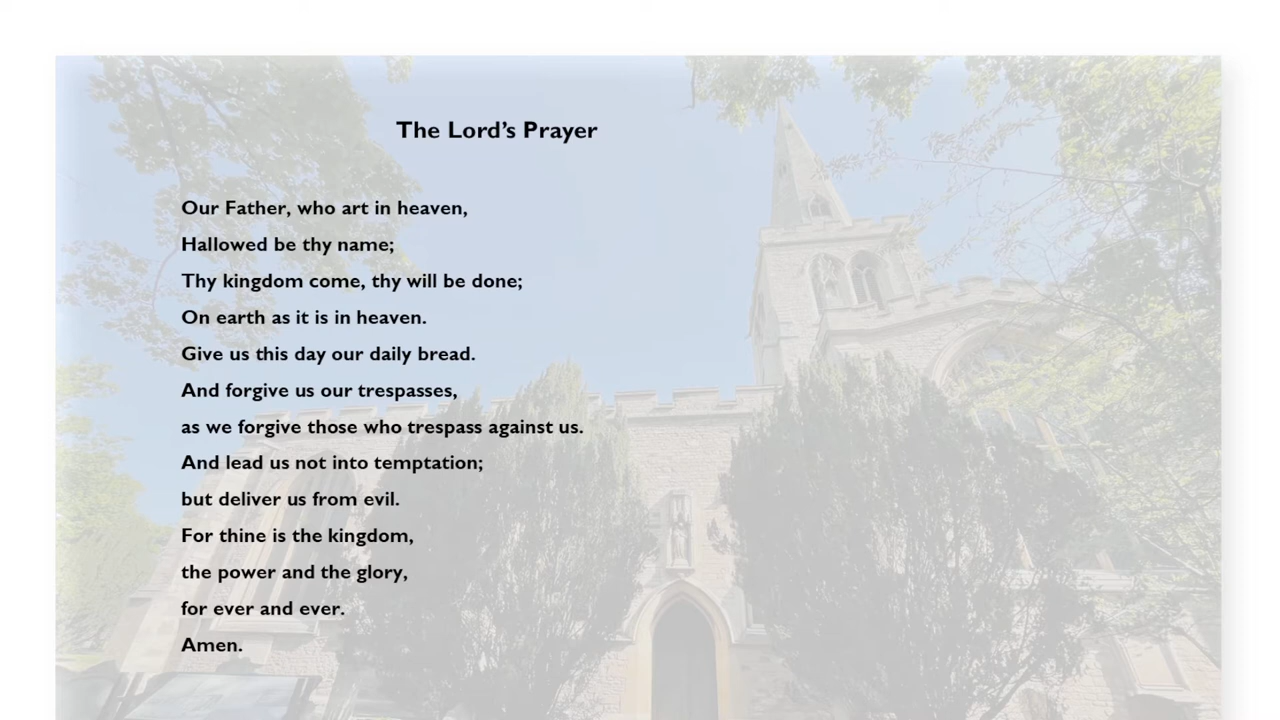 The Lord’s Prayer
Our Father, who art in heaven,
Hallowed be thy name;
Thy kingdom come, thy will be done;
On earth as it is in heaven.
Give us this day our daily bread.
And forgive us our trespasses,
as we forgive those who trespass against us.
And lead us not into temptation;
but deliver us from evil.
For thine is the kingdom,
the power and the glory,
for ever and ever.
Amen.